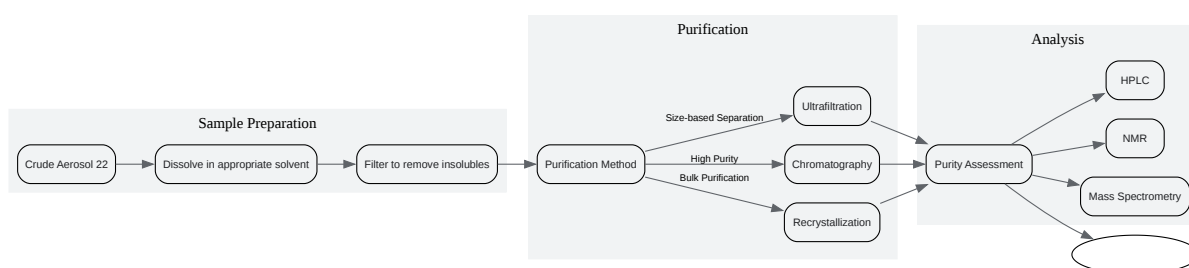 Purification
Analysis
Sample Preparation
HPLC
Ultrafiltration
Size-based Separation
NMR
Crude Aerosol 22
Dissolve in appropriate solvent
Filter to remove insolubles
Purification Method
High Purity
Chromatography
Purity Assessment
Bulk Purification
Mass Spectrometry
Recrystallization